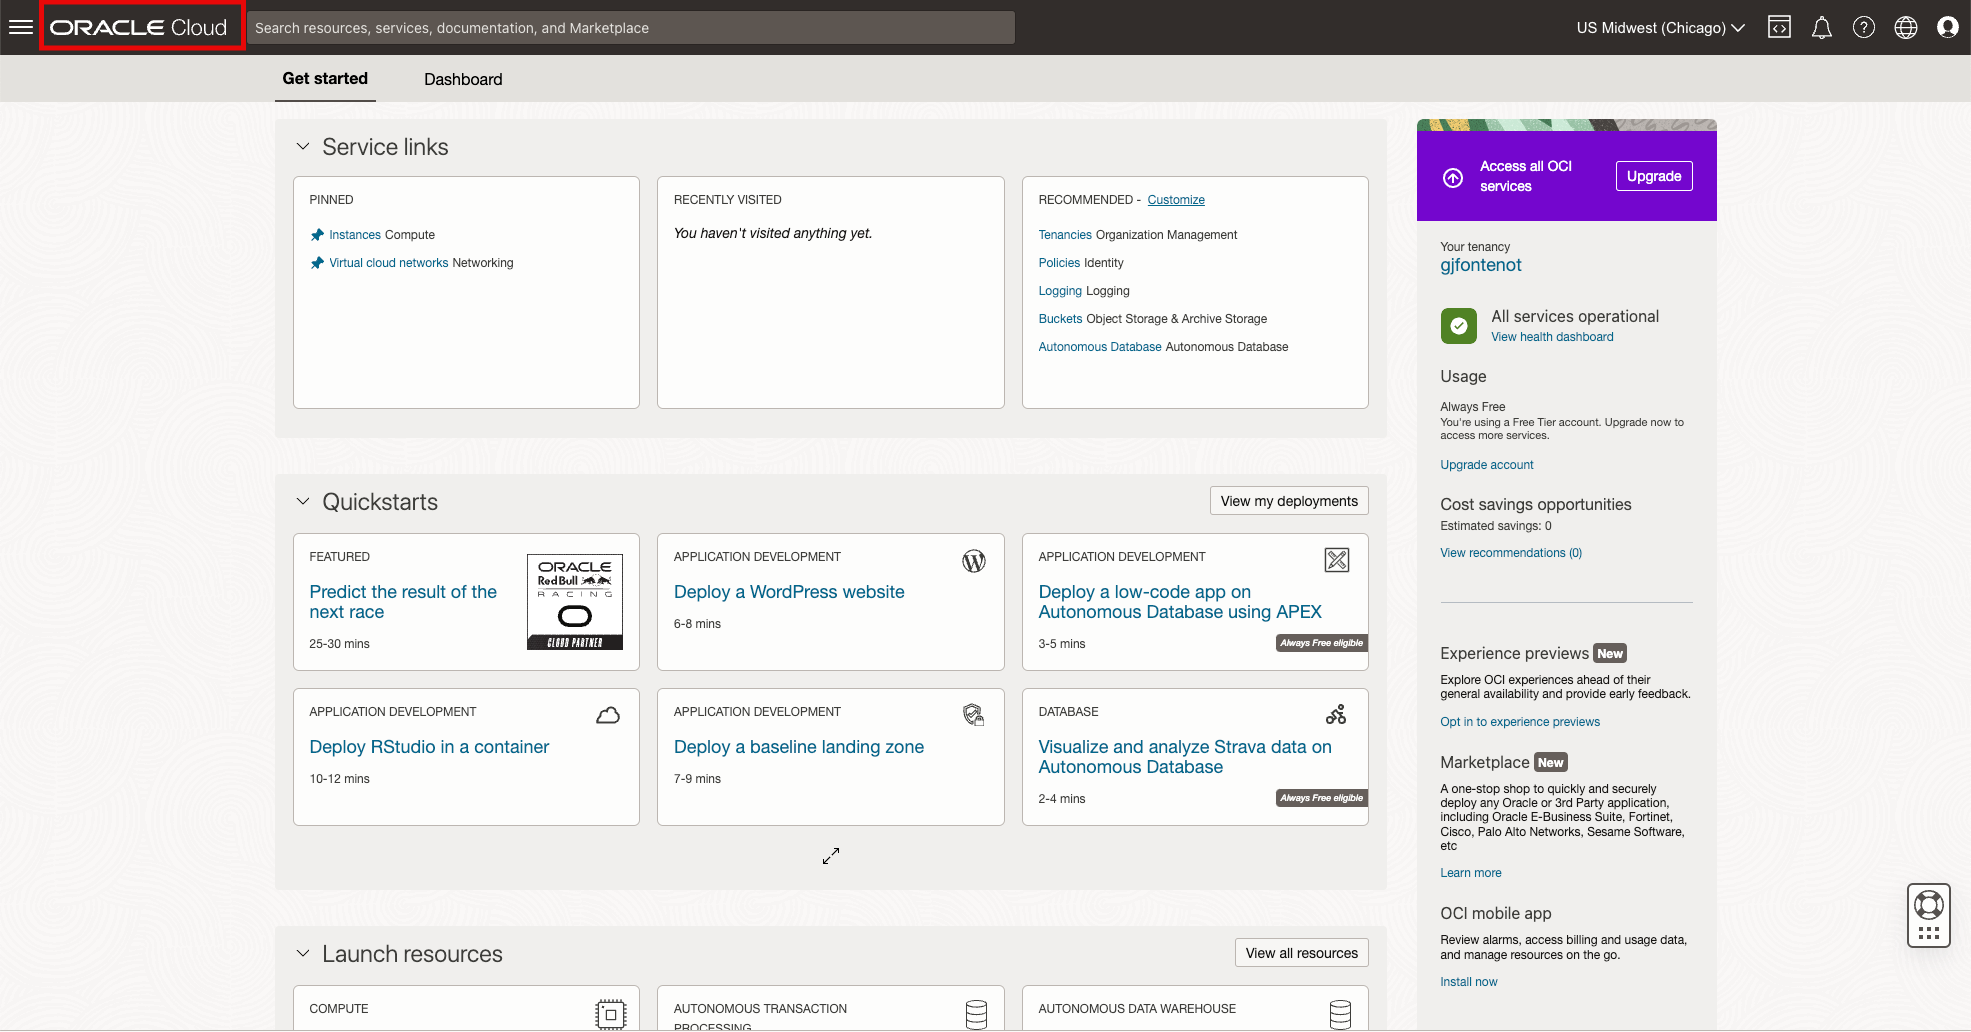 ORACLE Cloud
Search resources, services, documentation, and Marketplace
US Midwest (Chicago)
Get started
Dashboard
Service links
PINNED
Instances Compute
Virtual cloud networks Networking
RECENTLY VISITED
You haven't visited anything yet.
RECOMMENDED - Customize
Tenancies Organization Management
Policies Identity
Logging Logging
Buckets Object Storage & Archive Storage
Autonomous Database Autonomous Database
Quickstarts
View my deployments
FEATURED
Predict the result of the
next race
25-30 mins
ORACLE
Red Bull
RACING
CLOUD PARTNER
APPLICATION DEVELOPMENT
Deploy a WordPress website
6-8 mins
APPLICATION DEVELOPMENT
Deploy a low-code app on
Autonomous Database using APEX
3-5 mins
Always Free eligible
APPLICATION DEVELOPMENT
Deploy RStudio in a container
10-12 mins
APPLICATION DEVELOPMENT
Deploy a baseline landing zone
7-9 mins
DATABASE
Visualize and analyze Strava data on
Autonomous Database
2-4 mins
Always Free eligible
Launch resources
View all resources
COMPUTE
AUTONOMOUS TRANSACTION
PROCESSING
AUTONOMOUS DATA WAREHOUSE
Access all OCI
services
Upgrade
Your tenancy
gjfontenot
All services operational
View health dashboard
Usage
Always Free
You're using a Free Tier account. Upgrade now to
access more services.
Upgrade account
Cost savings opportunities
Estimated savings: 0
View recommendations (0)
Experience previews New
Explore OCI experiences ahead of their
general availability and provide early feedback.
Opt in to experience previews
Marketplace New
A one-stop shop to quickly and securely
deploy any Oracle or 3rd Party application,
including Oracle E-Business Suite, Fortinet,
Cisco, Palo Alto Networks, Sesame Software,
etc
Learn more
OCI mobile app
Review alarms, access billing and usage data,
and manage resources on the go.
Install now